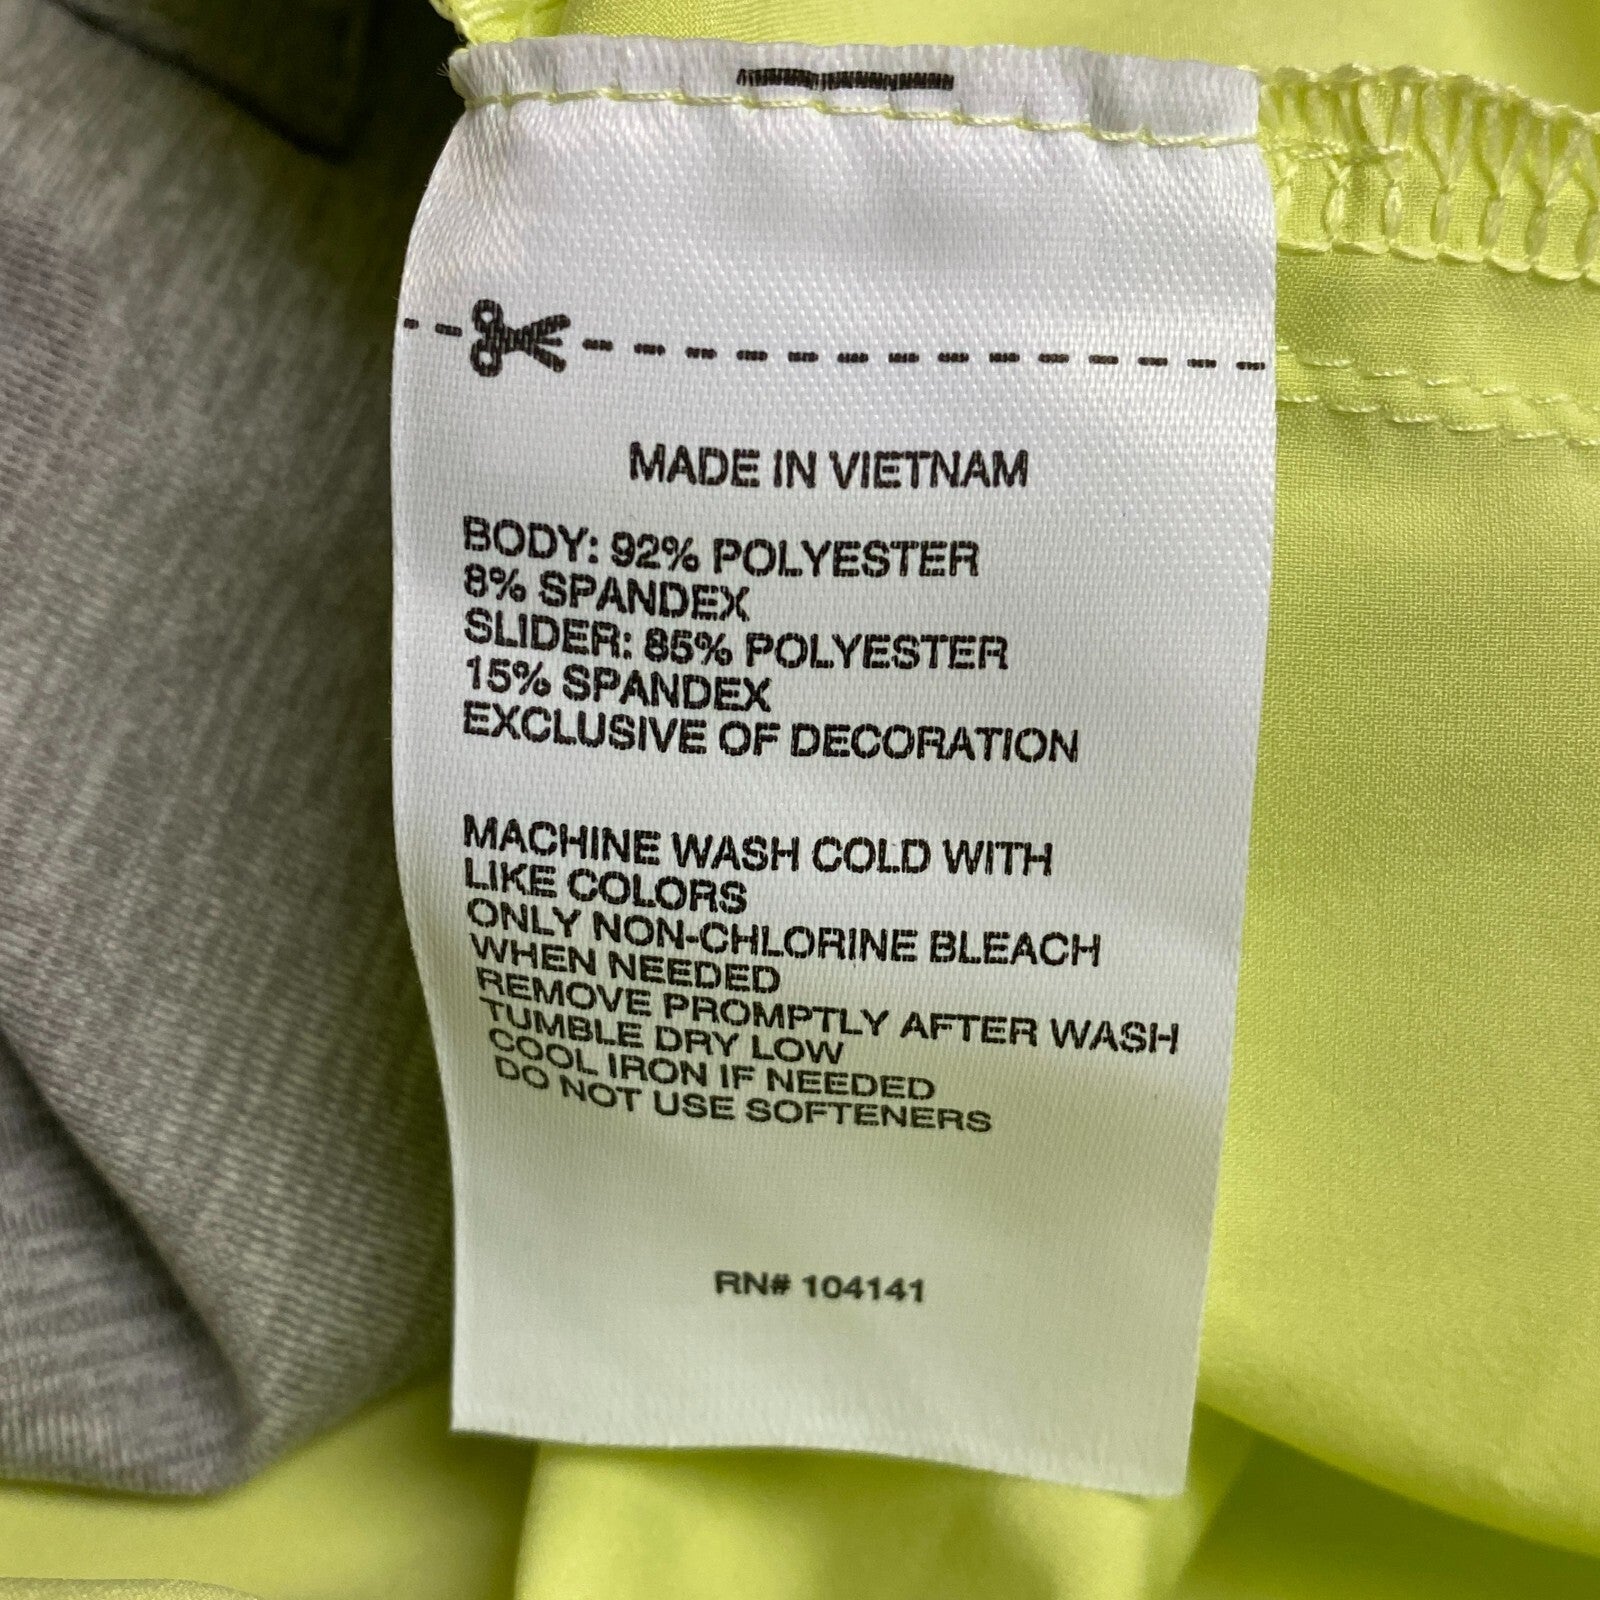 MADE IN VIETNAM
BODY: 92% POLYESTER
8% SPANDEX
SLIDER: 85% POLYESTER
15% SPANDEX
EXCLUSIVE OF DECORATION
MACHINE WASH COLD WITH
LIKE COLORS
ONLY NON-CHLORINE BLEACH
WHEN NEEDED
REMOVE PROMPTLY AFTER WASH
TUMBLE DRY LOW
COOL IRON IF NEEDED
DO NOT USE SOFTENERS
RN# 104141